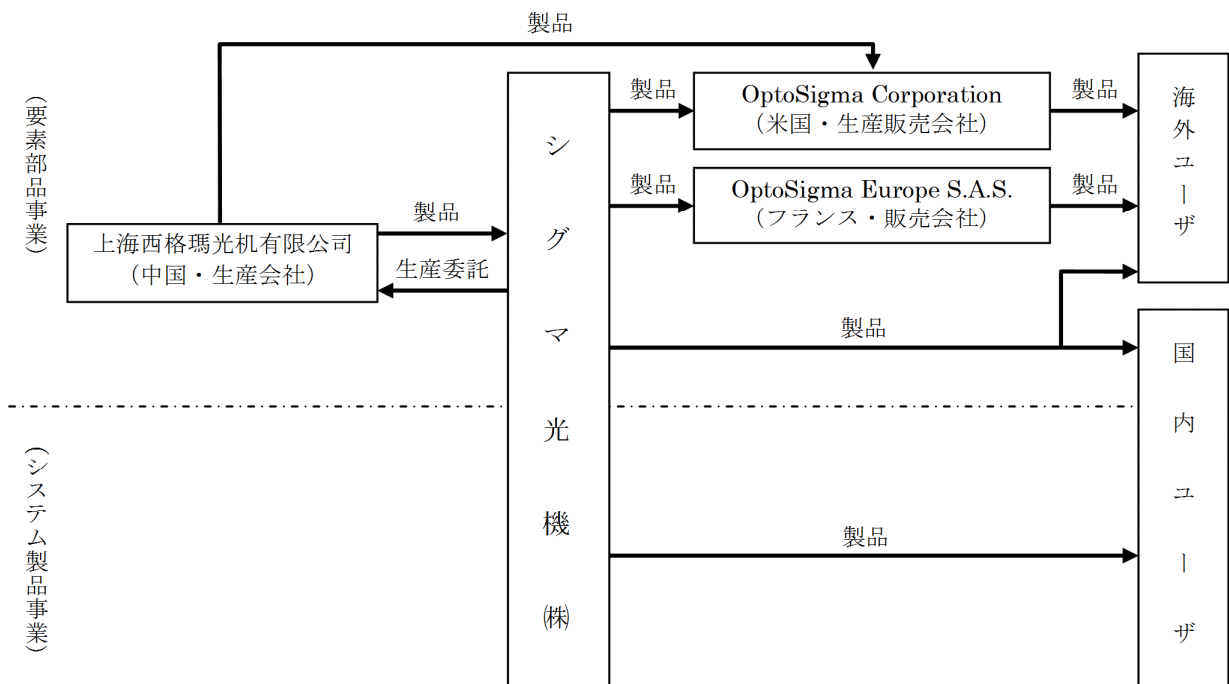 製品
(要素部品事業)
上海西格瑪光机有限公司
(中国・生産会社)
製品
生産委託
シグマ光機㈱
製品
OptoSigma Corporation
(米国・生産販売会社)
製品
製品
OptoSigma Europe S.A.S.
(フランス・販売会社)
製品
海外ユーザ
製品
国内ユーザ
(システム製品事業)
製品